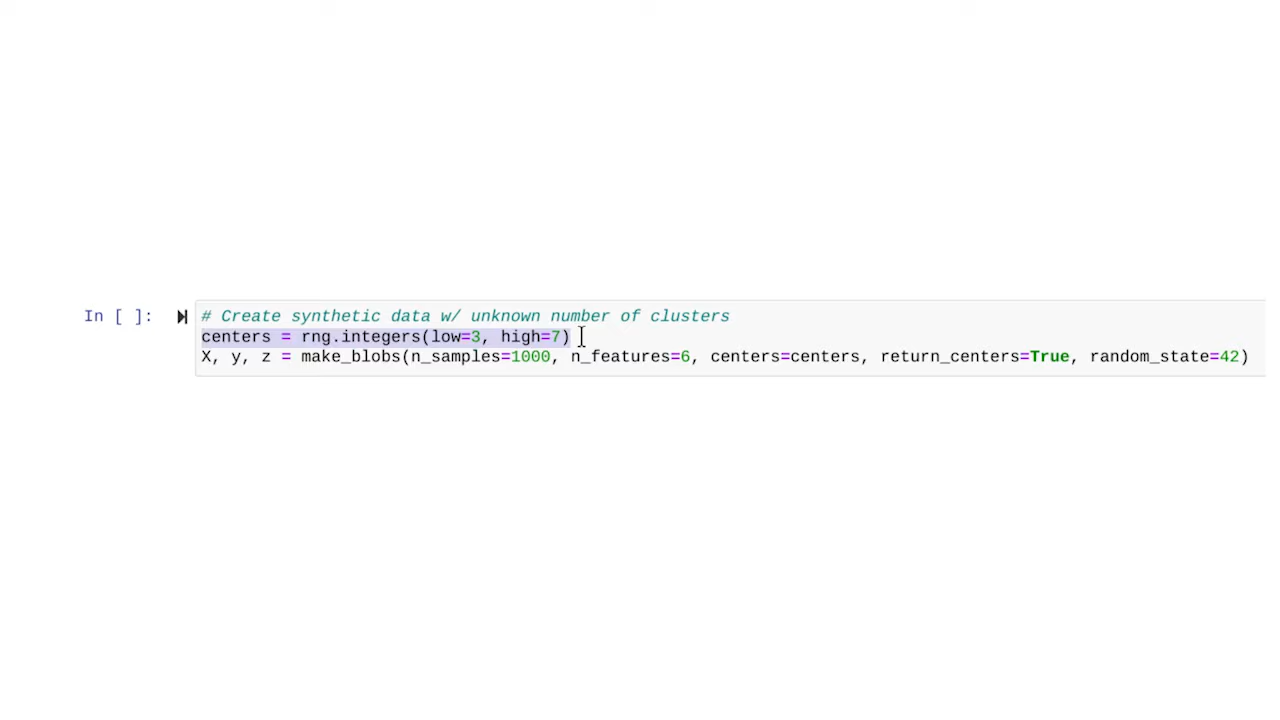 In [ ]: # Create synthetic data w/ unknown number of clusters
centers = rng.integers(low=3, high=7)
X, y, z = make_blobs(n_samples=1000, n_features=6, centers=centers, return_centers=True, random_state=42)